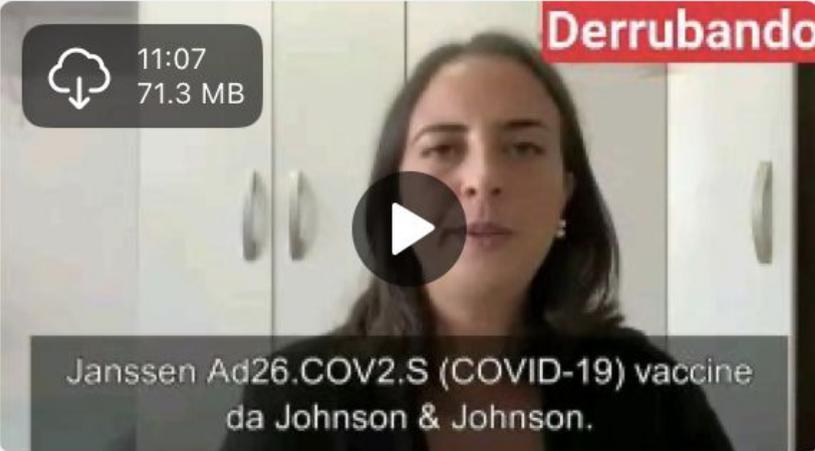 Derrubando
11:07
71.3 MB
Janssen Ad26.COV2.S (COVID-19) vaccine
da Johnson & Johnson.